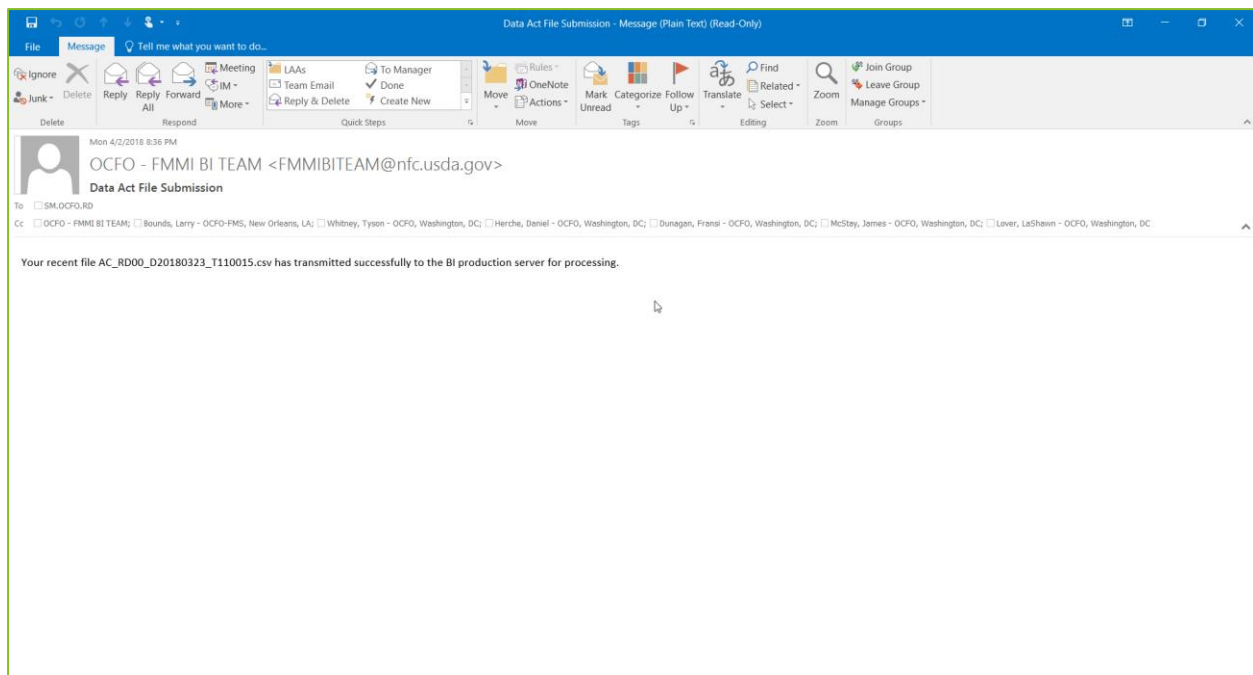 Data Act File Submission - Message (Plain Text) (Read-Only)
File Message Tell me what you want to do...
Ignore Junk Delete
Delete
Reply Reply All Forward Meeting IM More
Respond
LAAs To Manager
Team Email Done
Reply & Delete Create New
Quick Steps
Move Rules OneNote Actions
Move
Mark Unread Categorize Follow Up
Tags
Translate Find Related Select
Editing
Zoom
Zoom
Join Group
Leave Group
Manage Groups
Groups
Mon 4/2/2018 8:36 PM
OCFO - FMMI BI TEAM <FMMIBITEAM@nfc.usda.gov>
Data Act File Submission
To SM.OCFO.RD
Cc OCFO - FMMI BI TEAM; Bounds, Larry - OCFO-FMS, New Orleans, LA; Whitney, Tyson - OCFO, Washington, DC; Herche, Daniel - OCFO, Washington, DC; Dunagan, Fransi - OCFO, Washington, DC; McStay, James - OCFO, Washington, DC; Lover, LaShawn - OCFO, Washington, DC
Your recent file AC_RD00_D20180323_T110015.csv has transmitted successfully to the BI production server for processing.